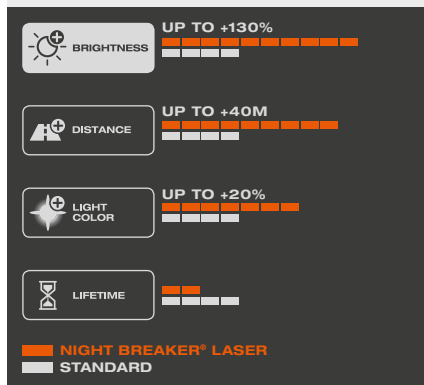 UP TO +130%
BRIGHTNESS
UP TO +40M
DISTANCE
UP TO +20%
LIGHT
COLOR
LIFETIME
NIGHT BREAKER® LASER
STANDARD